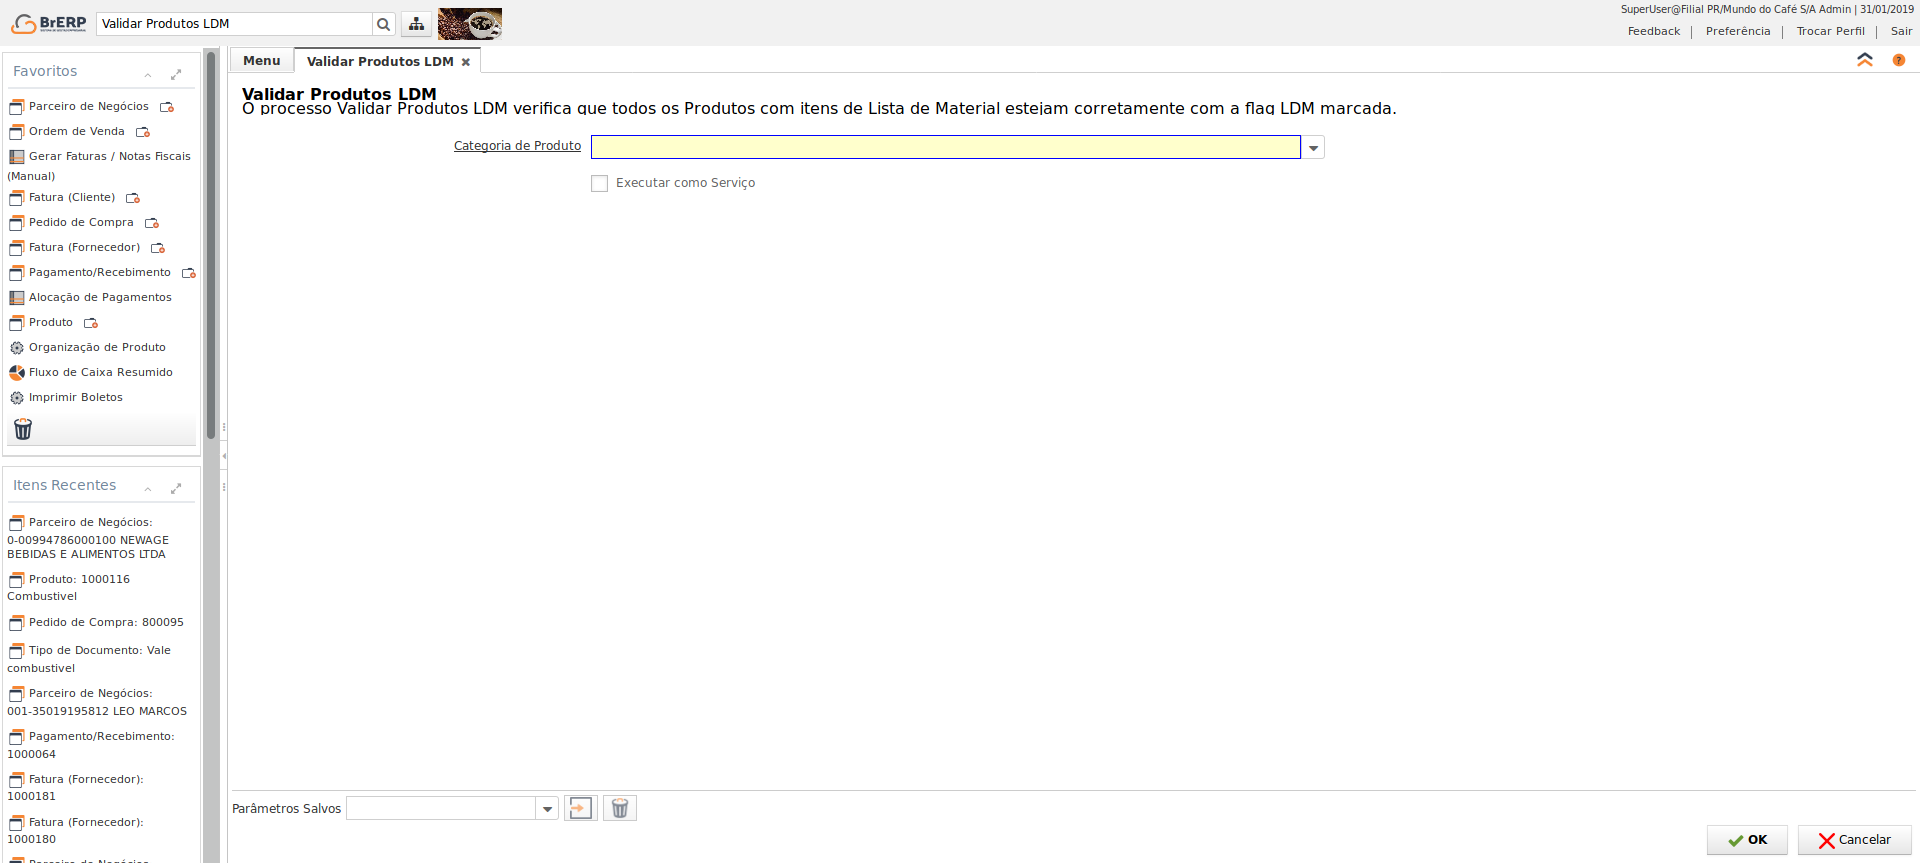 BrERP
Validar Produtos LDM
SuperUser@Filial PR/Mundo do Café S/A Admin | 31/01/2019
Feedback | Preferência | Trocar Perfil | Sair
Favoritos
Parceiro de Negócios
Ordem de Venda
Gerar Faturas / Notas Fiscais
(Manual)
Fatura (Cliente)
Pedido de Compra
Fatura (Fornecedor)
Pagamento/Recebimento
Alocação de Pagamentos
Produto
Organização de Produto
Fluxo de Caixa Resumido
Imprimir Boletos
Itens Recentes
Parceiro de Negócios:
0-00994786000100 NEWAGE
BEBIDAS E ALIMENTOS LTDA
Produto: 1000116
Combustivel
Pedido de Compra: 800095
Tipo de Documento: Vale
combustivel
Parceiro de Negócios:
001-35019195812 LEO MARCOS
Pagamento/Recebimento:
1000064
Fatura (Fornecedor):
1000181
Fatura (Fornecedor):
1000180
Parceiro de Negócios
Menu
Validar Produtos LDM
Validar Produtos LDM
O processo Validar Produtos LDM verifica que todos os Produtos com itens de Lista de Material estejam corretamente com a flag LDM marcada.
Categoria de Produto
Executar como Serviço
Parâmetros Salvos
OK
Cancelar